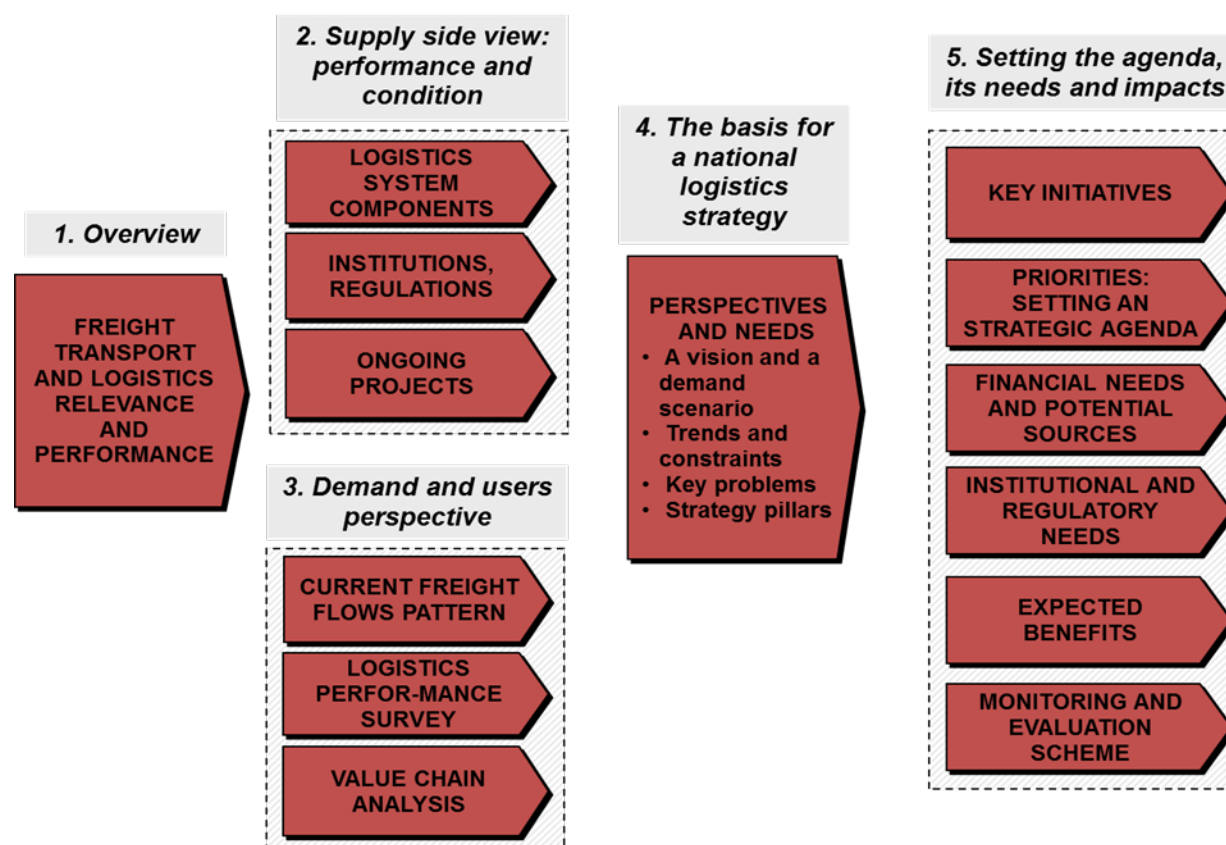 1. Overview
FREIGHT
TRANSPORT
AND LOGISTICS
RELEVANCE
AND
PERFORMANCE
2. Supply side view:
performance and
condition
LOGISTICS
SYSTEM
COMPONENTS
INSTITUTIONS,
REGULATIONS
ONGOING
PROJECTS
3. Demand and users
perspective
CURRENT FREIGHT
FLOWS PATTERN
LOGISTICS
PERFOR-MANCE
SURVEY
VALUE CHAIN
ANALYSIS
4. The basis for
a national
logistics
strategy
PERSPECTIVES
AND NEEDS
• A vision and a
demand
scenario
• Trends and
constraints
• Key problems
• Strategy pillars
5. Setting the agenda,
its needs and impacts
KEY INITIATIVES
PRIORITIES:
SETTING AN
STRATEGIC AGENDA
FINANCIAL NEEDS
AND POTENTIAL
SOURCES
INSTITUTIONAL AND
REGULATORY
NEEDS
EXPECTED
BENEFITS
MONITORING AND
EVALUATION
SCHEME